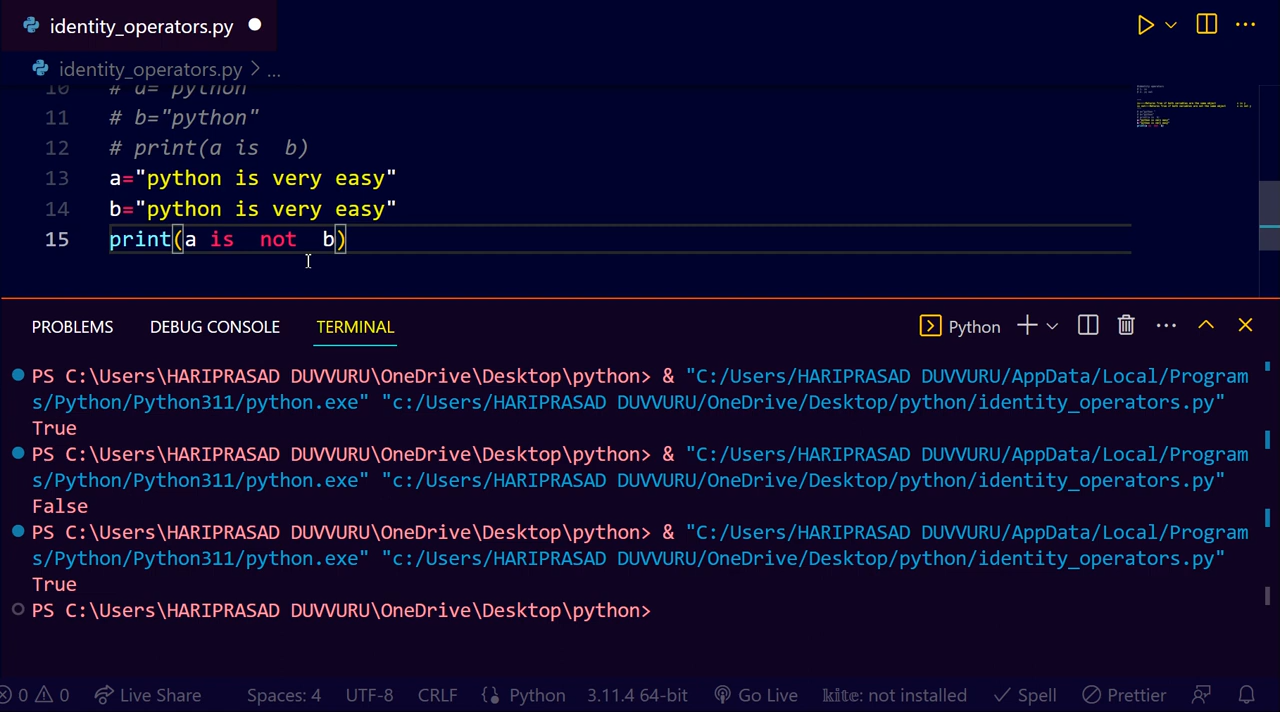 identity_operators.py
identity_operators.py > ...
10 # a="python
11 # b="python"
12 # print(a is  b)
13 a="python is very easy"
14 b="python is very easy"
15 print(a is  not  b)
PROBLEMS DEBUG CONSOLE TERMINAL Python
PS C:\Users\HARIPRASAD DUVVURU\OneDrive\Desktop\python> & "C:/Users/HARIPRASAD DUVVURU/AppData/Local/Program
s/Python/Python311/python.exe" "c:/Users/HARIPRASAD DUVVURU/OneDrive/Desktop/python/identity_operators.py"
True
PS C:\Users\HARIPRASAD DUVVURU\OneDrive\Desktop\python> & "C:/Users/HARIPRASAD DUVVURU/AppData/Local/Program
s/Python/Python311/python.exe" "c:/Users/HARIPRASAD DUVVURU/OneDrive/Desktop/python/identity_operators.py"
False
PS C:\Users\HARIPRASAD DUVVURU\OneDrive\Desktop\python> & "C:/Users/HARIPRASAD DUVVURU/AppData/Local/Program
s/Python/Python311/python.exe" "c:/Users/HARIPRASAD DUVVURU/OneDrive/Desktop/python/identity_operators.py"
True
PS C:\Users\HARIPRASAD DUVVURU\OneDrive\Desktop\python>
0 0 Live Share Spaces: 4 UTF-8 CRLF Python 3.11.4 64-bit Go Live kite: not installed Spell Prettier